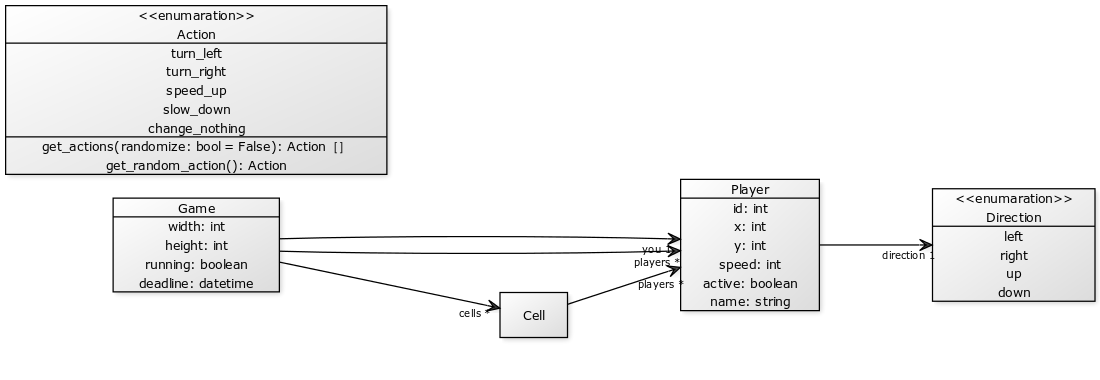 <<enumaration>>
Action
turn_left
turn_right
speed_up
slow_down
change_nothing
get_actions(randomize: bool = False): Action []
get_random_action(): Action
Game
width: int
height: int
running: boolean
deadline: datetime
cells *
Cell
you 1
players *
players *
Player
id: int
x: int
y: int
speed: int
active: boolean
name: string
direction 1
<<enumaration>>
Direction
left
right
up
down